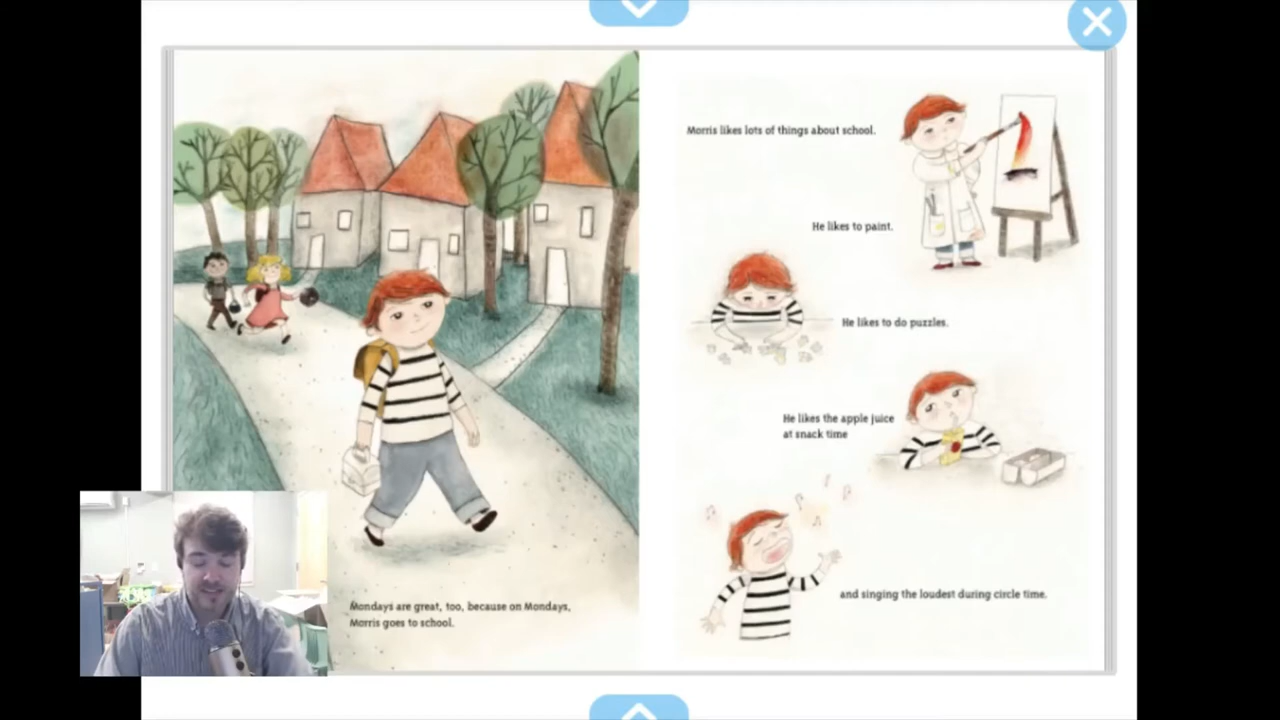 Mondays are great, too, because on Mondays,
Morris goes to school.
Morris likes lots of things about school.
He likes to paint.
He likes to do puzzles.
He likes the apple juice
at snack time
and singing the loudest during circle time.